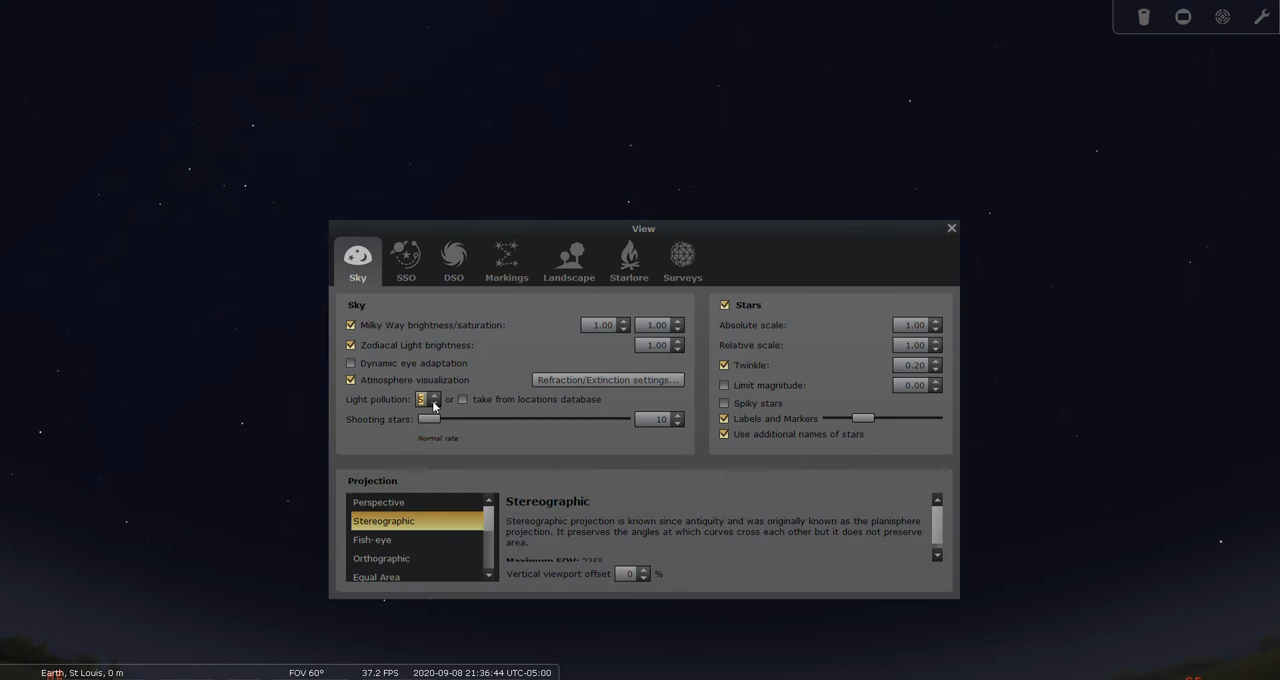 View
Sky SSO DSO Markings Landscape Starlore Surveys
Sky
Milky Way brightness/saturation: 1.00 1.00
Zodiacal Light brightness: 1.00
Dynamic eye adaptation
Atmosphere visualization Refraction/Extinction settings...
Light pollution: 5 or take from locations database
Shooting stars: 10
Normal rate
Stars
Absolute scale: 1.00
Relative scale: 1.00
Twinkle: 0.20
Limit magnitude: 0.00
Spiky stars
Labels and Markers
Use additional names of stars
Projection
Perspective
Stereographic
Fish-eye
Orthographic
Equal Area
Stereographic
Stereographic projection is known since antiquity and was originally known as the planisphere
projection. It preserves the angles at which curves cross each other but it does not preserve
area.
Maximum FOV: 235°
Vertical viewport offset 0 %
Earth, St Louis, 0 m FOV 60° 37.2 FPS 2020-09-08 21:36:44 UTC-05:00